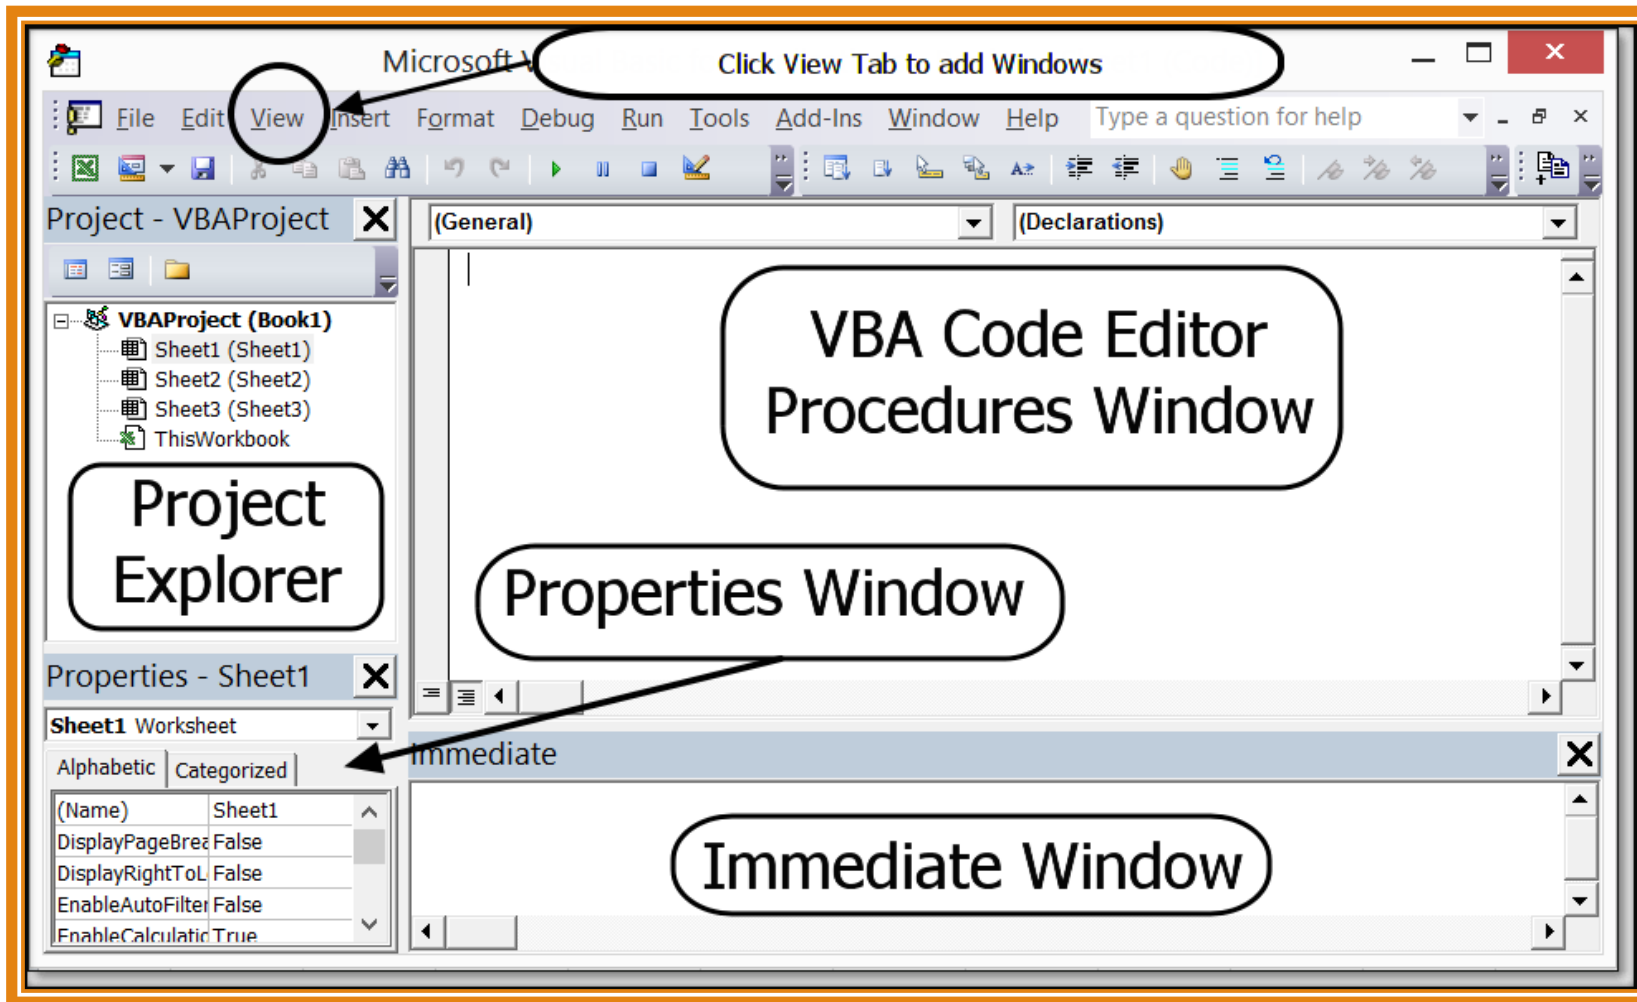 Microsoft V
Click View Tab to add Windows
File Edit View Insert Format Debug Run Tools Add-Ins Window Help Type a question for help
Project - VBAProject
(General) (Declarations)
VBAProject (Book1)
Sheet1 (Sheet1)
Sheet2 (Sheet2)
Sheet3 (Sheet3)
ThisWorkbook
VBA Code Editor
Procedures Window
Project
Explorer
Properties Window
Properties - Sheet1
Sheet1 Worksheet
Alphabetic Categorized
(Name) Sheet1
DisplayPageBrea False
DisplayRightToL False
EnableAutoFilter False
EnableCalculatic True
Immediate
Immediate Window